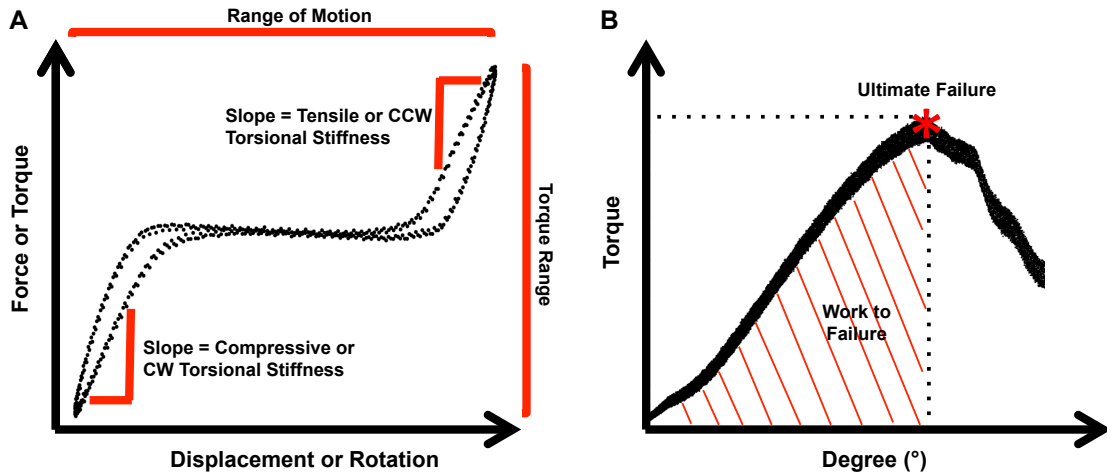 A
Range of Motion
Force or Torque
Slope = Tensile or CCW
Torsional Stiffness
Slope = Compressive or
CW Torsional Stiffness
Torque Range
Displacement or Rotation
B
Ultimate Failure
Torque
Work to
Failure
Degree (°)